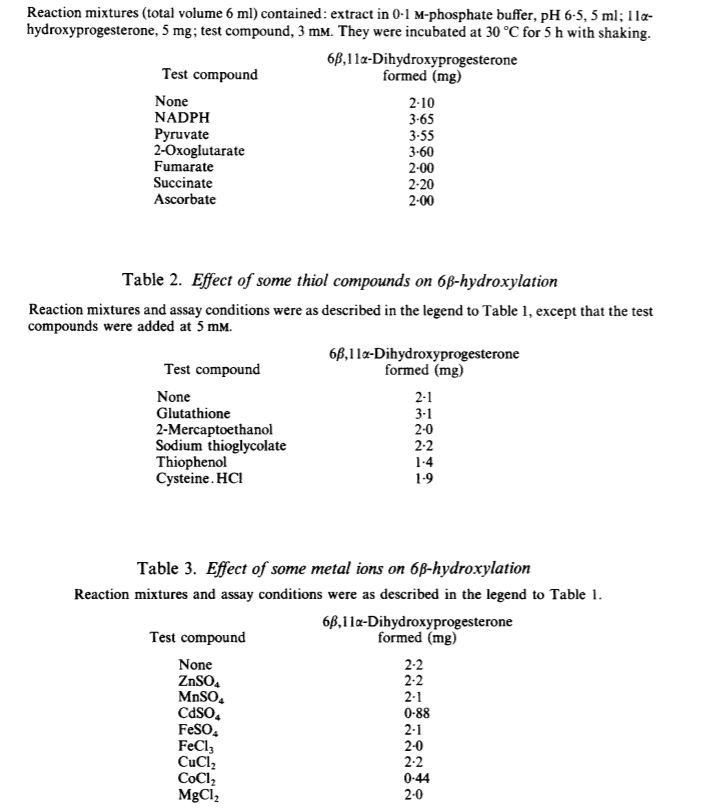 Reaction mixtures (total volume 6 ml) contained: extract in 0·1 M-phosphate buffer, pH 6·5, 5 ml; 11α-
hydroxyprogesterone, 5 mg; test compound, 3 mM. They were incubated at 30 °C for 5 h with shaking.
6β,11α-Dihydroxyprogesterone
Test compound formed (mg)
None 2·10
NADPH 3·65
Pyruvate 3·55
2-Oxoglutarate 3·60
Fumarate 2·00
Succinate 2·20
Ascorbate 2·00
Table 2. Effect of some thiol compounds on 6β-hydroxylation
Reaction mixtures and assay conditions were as described in the legend to Table 1, except that the test
compounds were added at 5 mM.
6β,11α-Dihydroxyprogesterone
Test compound formed (mg)
None 2·1
Glutathione 3·1
2-Mercaptoethanol 2·0
Sodium thioglycolate 2·2
Thiophenol 1·4
Cysteine.HCl 1·9
Table 3. Effect of some metal ions on 6β-hydroxylation
Reaction mixtures and assay conditions were as described in the legend to Table 1.
6β,11α-Dihydroxyprogesterone
Test compound formed (mg)
None 2·2
ZnSO₄ 2·2
MnSO₄ 2·1
CdSO₄ 0·88
FeSO₄ 2·1
FeCl₃ 2·0
CuCl₂ 2·2
CoCl₂ 0·44
MgCl₂ 2·0